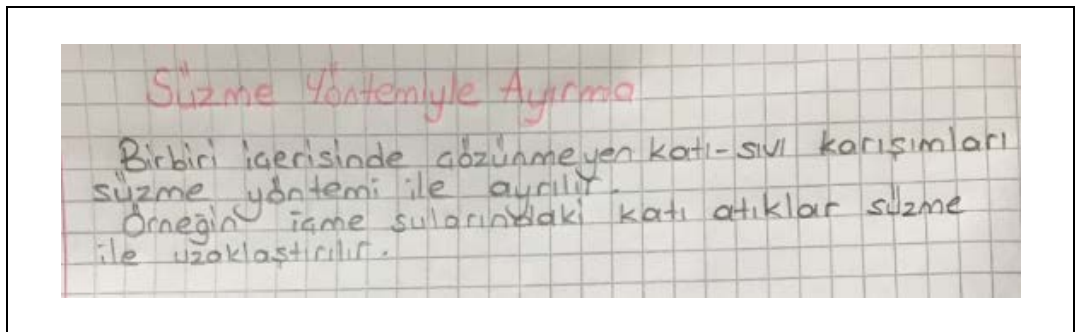 Süzme Yöntemiyle Ayırma
Birbiri içerisinde çözünmeyen katı-sıvı karışımları
süzme yöntemi ile ayrılır.
Örneğin içme sularındaki katı atıklar süzme
ile uzaklaştırılır.